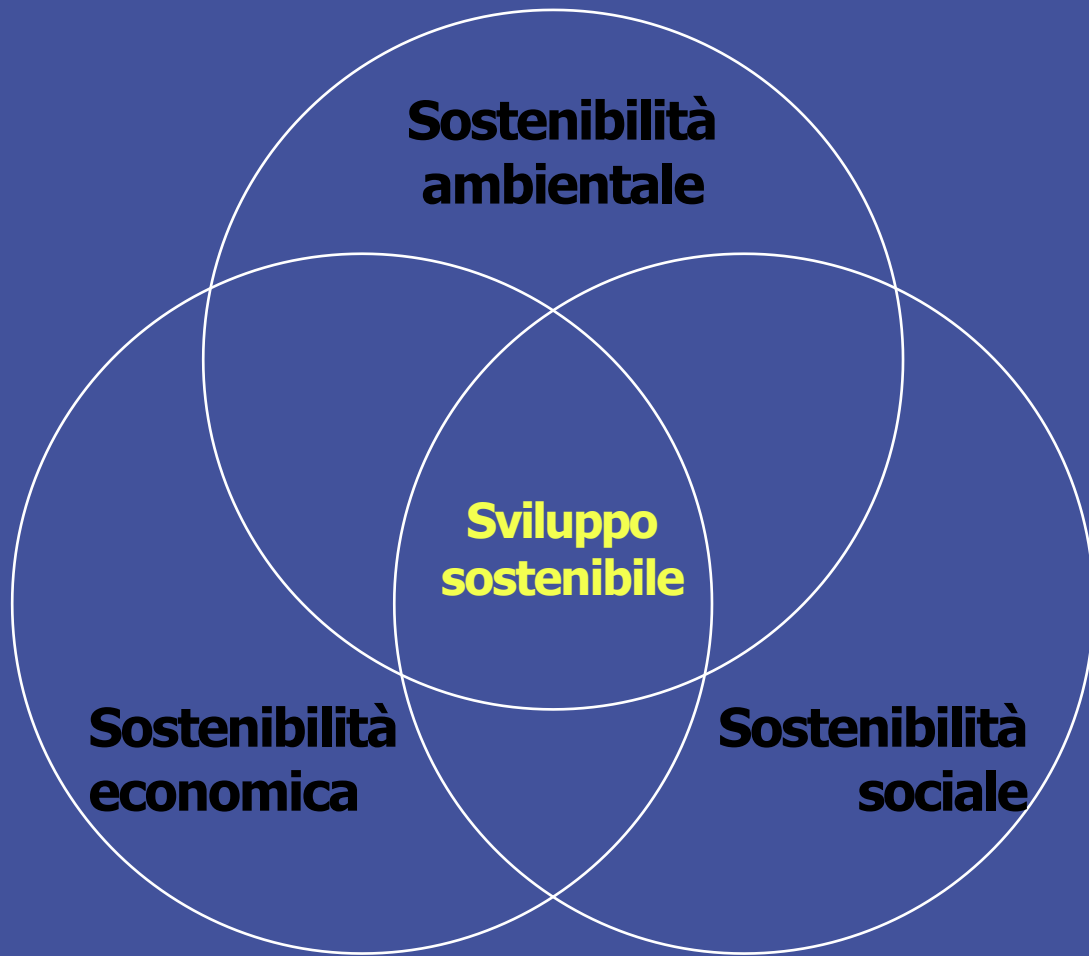 Sostenibilità
ambientale
Sviluppo
sostenibile
Sostenibilità
economica
Sostenibilità
sociale